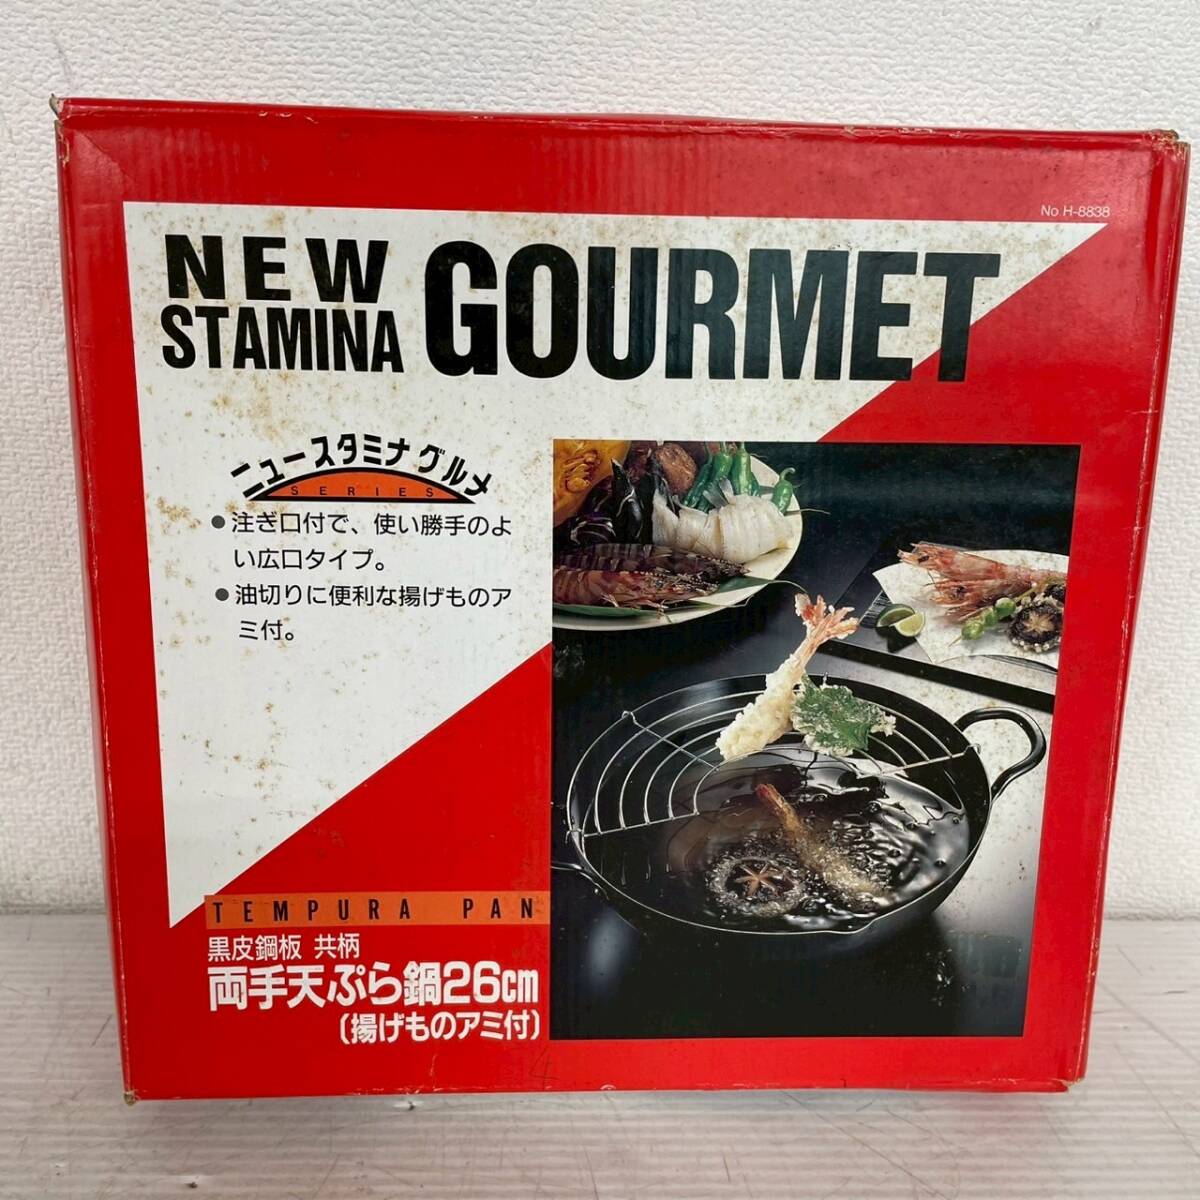 No H-8838
NEW
STAMINA
GOURMET
ニュースタミナグルメ
SERIES
●注ぎ口付で、使い勝手のよ
い広口タイプ。
●油切りに便利な揚げものア
ミ付。
TEMPURA PAN
黒皮鋼板 共柄
両手天ぷら鍋26cm
(揚げものアミ付)
4